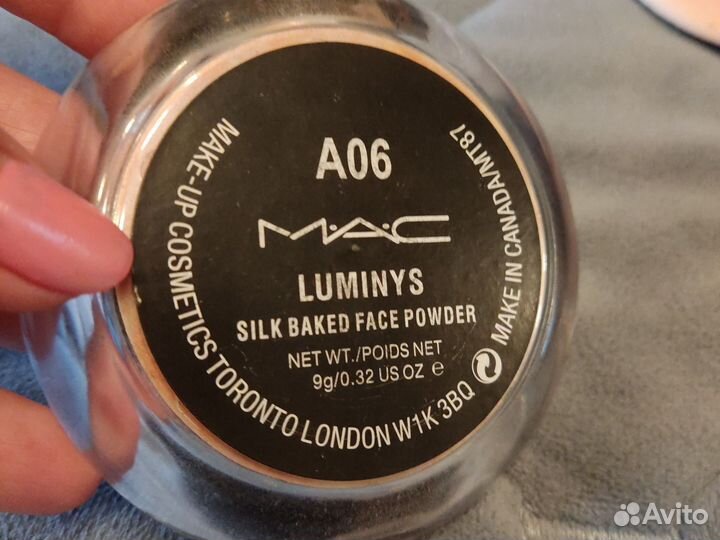 A06
M·A·C
LUMINYS
SILK BAKED FACE POWDER
NET WT./POIDS NET
9g/0.32 US OZ e
MAKE-UP COSMETICS TORONTO LONDON W1K 3BQ
MAKE IN CANADA/MT87
Avito